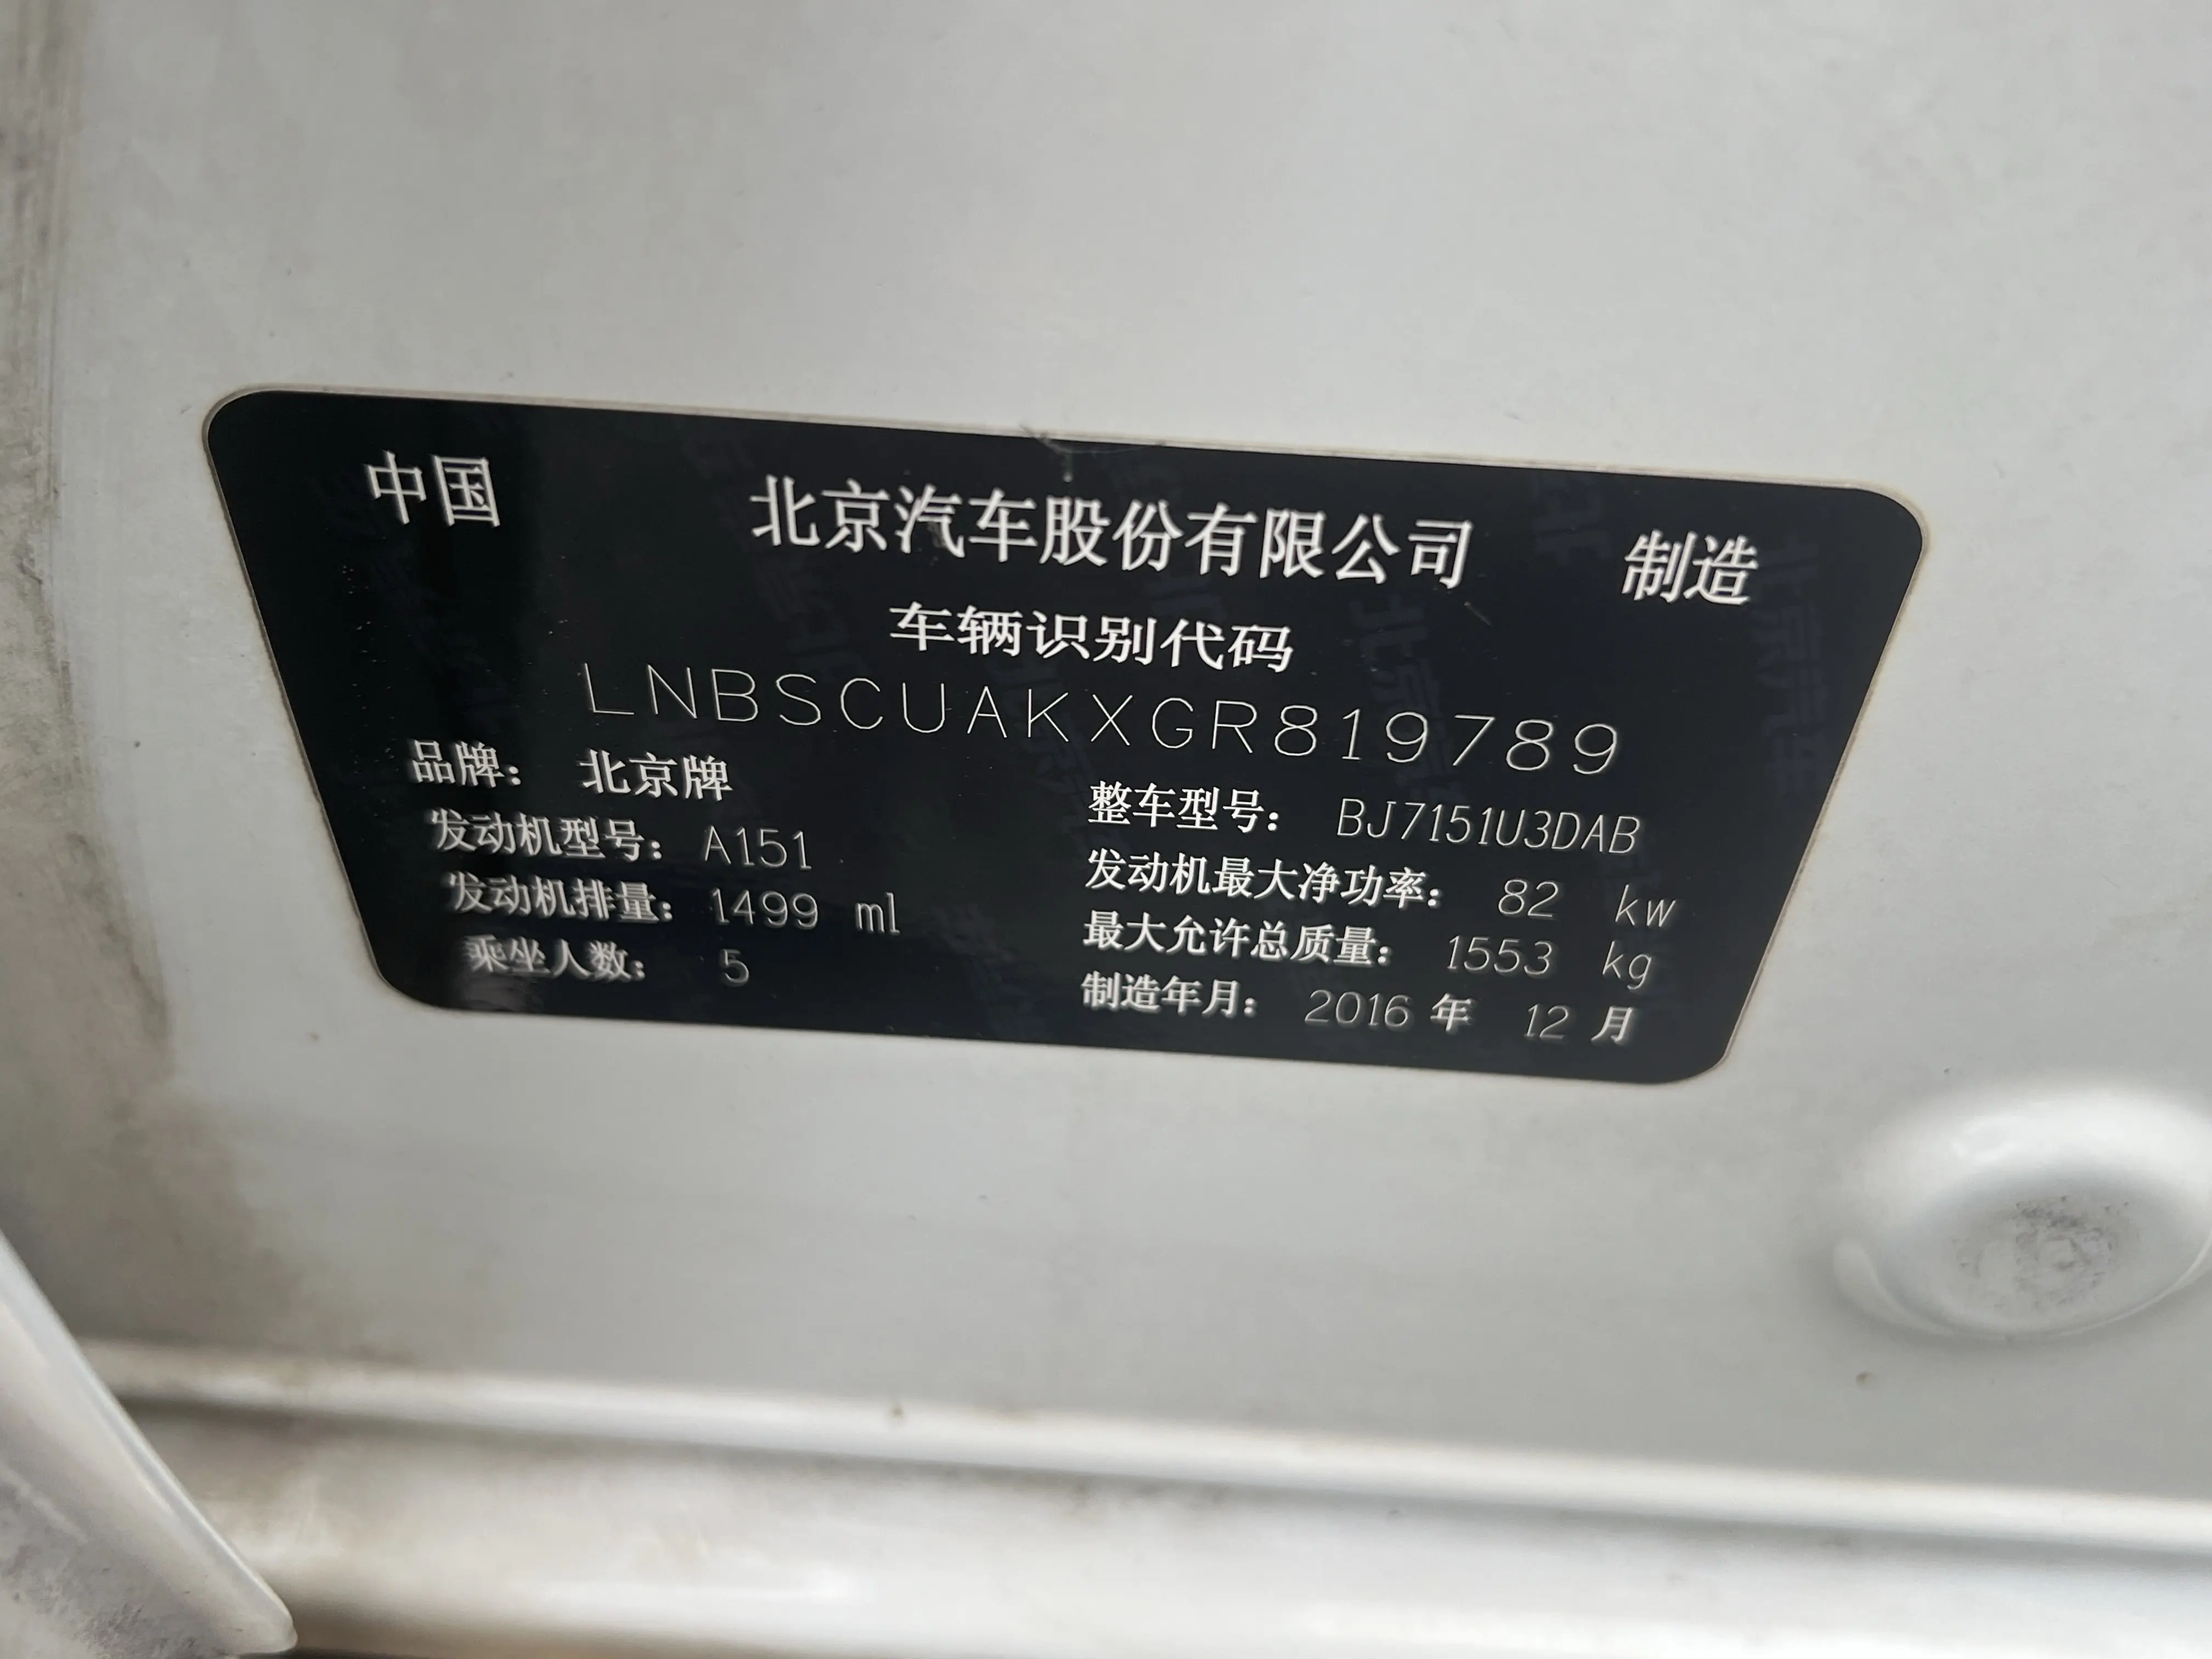 中国 北京汽车股份有限公司 制造
车辆识别代码
LNBSCUAKXGR819789
品牌： 北京牌 整车型号： BJ7151U3DAB
发动机型号： A151 发动机最大净功率： 82 kw
发动机排量： 1499 ml 最大允许总质量： 1553 kg
乘坐人数： 5 制造年月： 2016 年 12 月